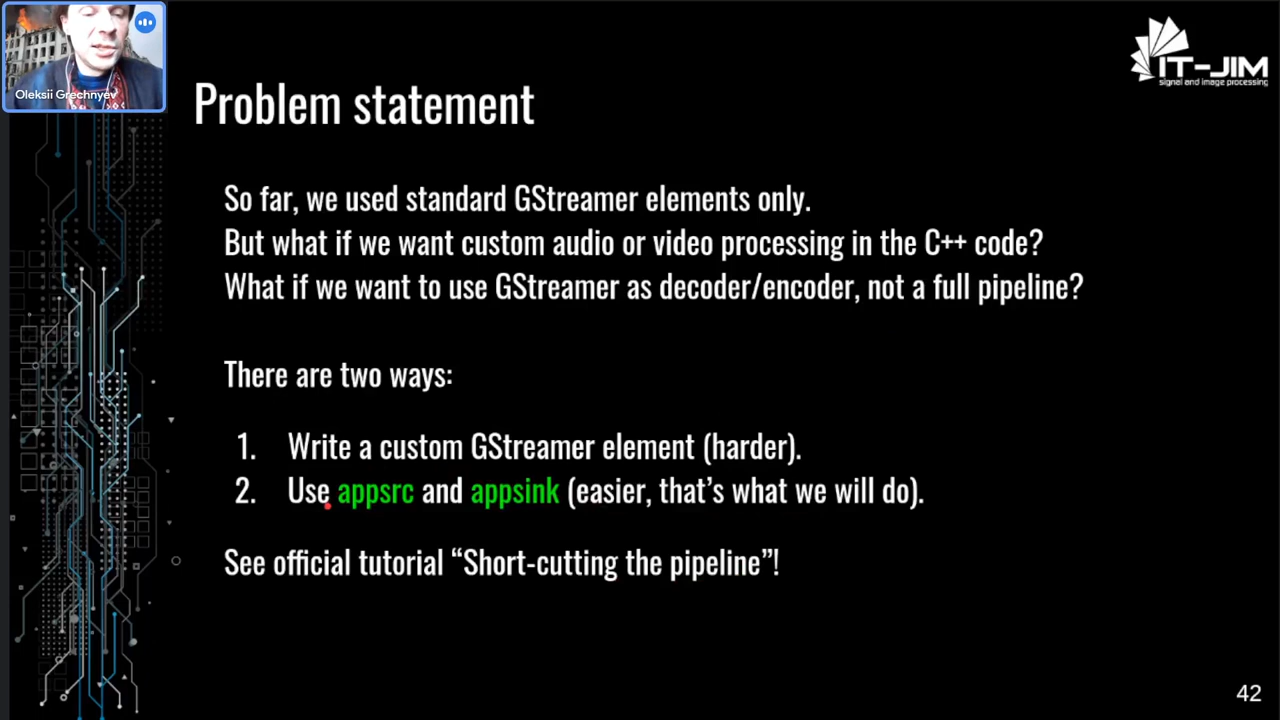 Oleksii Grechnyev
IT-JIM
signal and image processing
Problem statement
So far, we used standard GStreamer elements only.
But what if we want custom audio or video processing in the C++ code?
What if we want to use GStreamer as decoder/encoder, not a full pipeline?
There are two ways:
1. Write a custom GStreamer element (harder).
2. Use appsrc and appsink (easier, that's what we will do).
See official tutorial “Short-cutting the pipeline”!
42